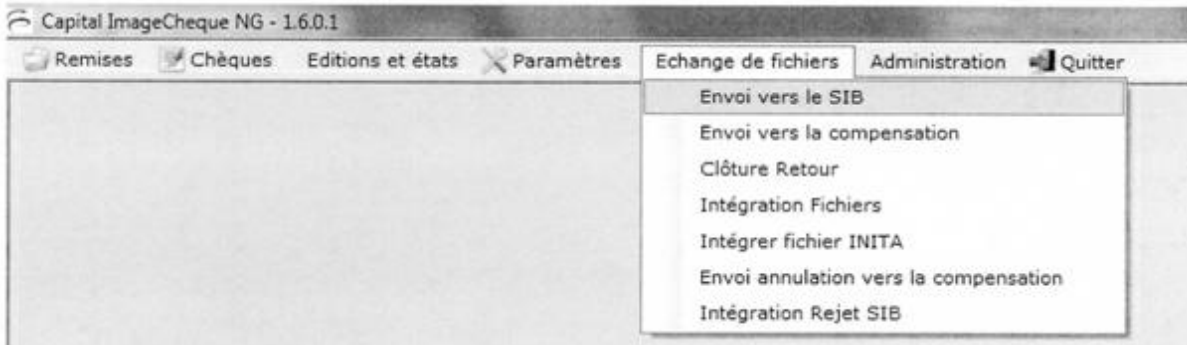 Capital ImageCheque NG - 1.6.0.1
Remises Chèques Editions et états Paramètres Echange de fichiers Administration Quitter
Envoi vers le SIB
Envoi vers la compensation
Clôture Retour
Intégration Fichiers
Intégrer fichier INITA
Envoi annulation vers la compensation
Intégration Rejet SIB